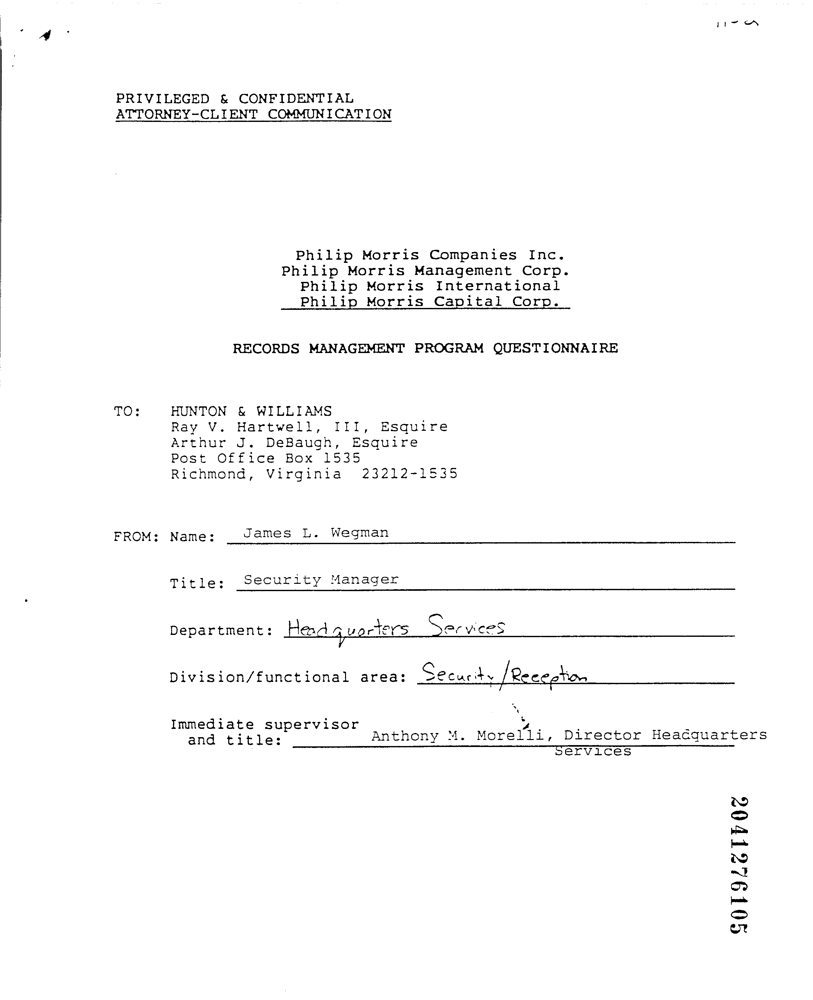 PRIVILEGED & CONFIDENTIAL
ATTORNEY-CLIENT COMMUNICATION
Philip Morris Companies Inc.
Philip Morris Management Corp.
Philip Morris International
Philip Morris Capital Corp.
RECORDS MANAGEMENT PROGRAM QUESTIONNAIRE
TO: HUNTON & WILLIAMS
Ray V. Hartwell, III, Esquire
Arthur J. DeBaugh, Esquire
Post Office Box 1535
Richmond, Virginia 23212-1535
FROM: Name: James L. Wegman
Title: Security Manager
Department: Headquarters Services
Division/functional area: Security/Reception
Immediate supervisor
and title: Anthony M. Morelli, Director Headquarters
Services
2041276105